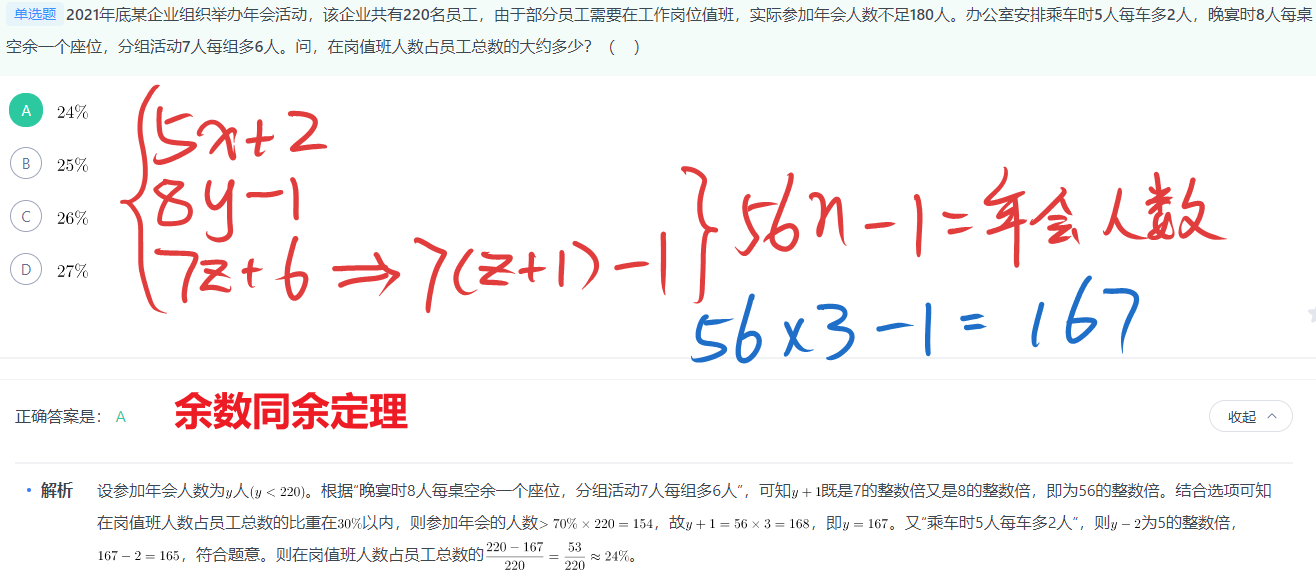 单选题 2021年底某企业组织举办年会活动，该企业共有220名员工，由于部分员工需要在工作岗位值班，实际参加年会人数不足180人。办公室安排乘车时5人每车多2人，晚宴时8人每桌
空余一个座位，分组活动7人每组多6人。问，在岗值班人数占员工总数的大约多少？（ ）
A 24%
B 25%
C 26%
D 27%
5x+2
8y-1
7z+6 ⇒ 7(z+1)-1
56n-1=年会人数
56×3-1=167
正确答案是： A
余数同余定理
收起
• 解析 设参加年会人数为y人(y < 220)。根据“晚宴时8人每桌空余一个座位，分组活动7人每组多6人”，可知y + 1既是7的整数倍又是8的整数倍，即为56的整数倍。结合选项可知
在岗值班人数占员工总数的比重在30%以内，则参加年会的人数> 70% × 220 = 154，故y + 1 = 56 × 3 = 168，即y = 167。又“乘车时5人每车多2人”，则y − 2为5的整数倍，
167 − 2 = 165，符合题意。则在岗值班人数占员工总数的(220 − 167)/220 = 53/220 ≈ 24%。